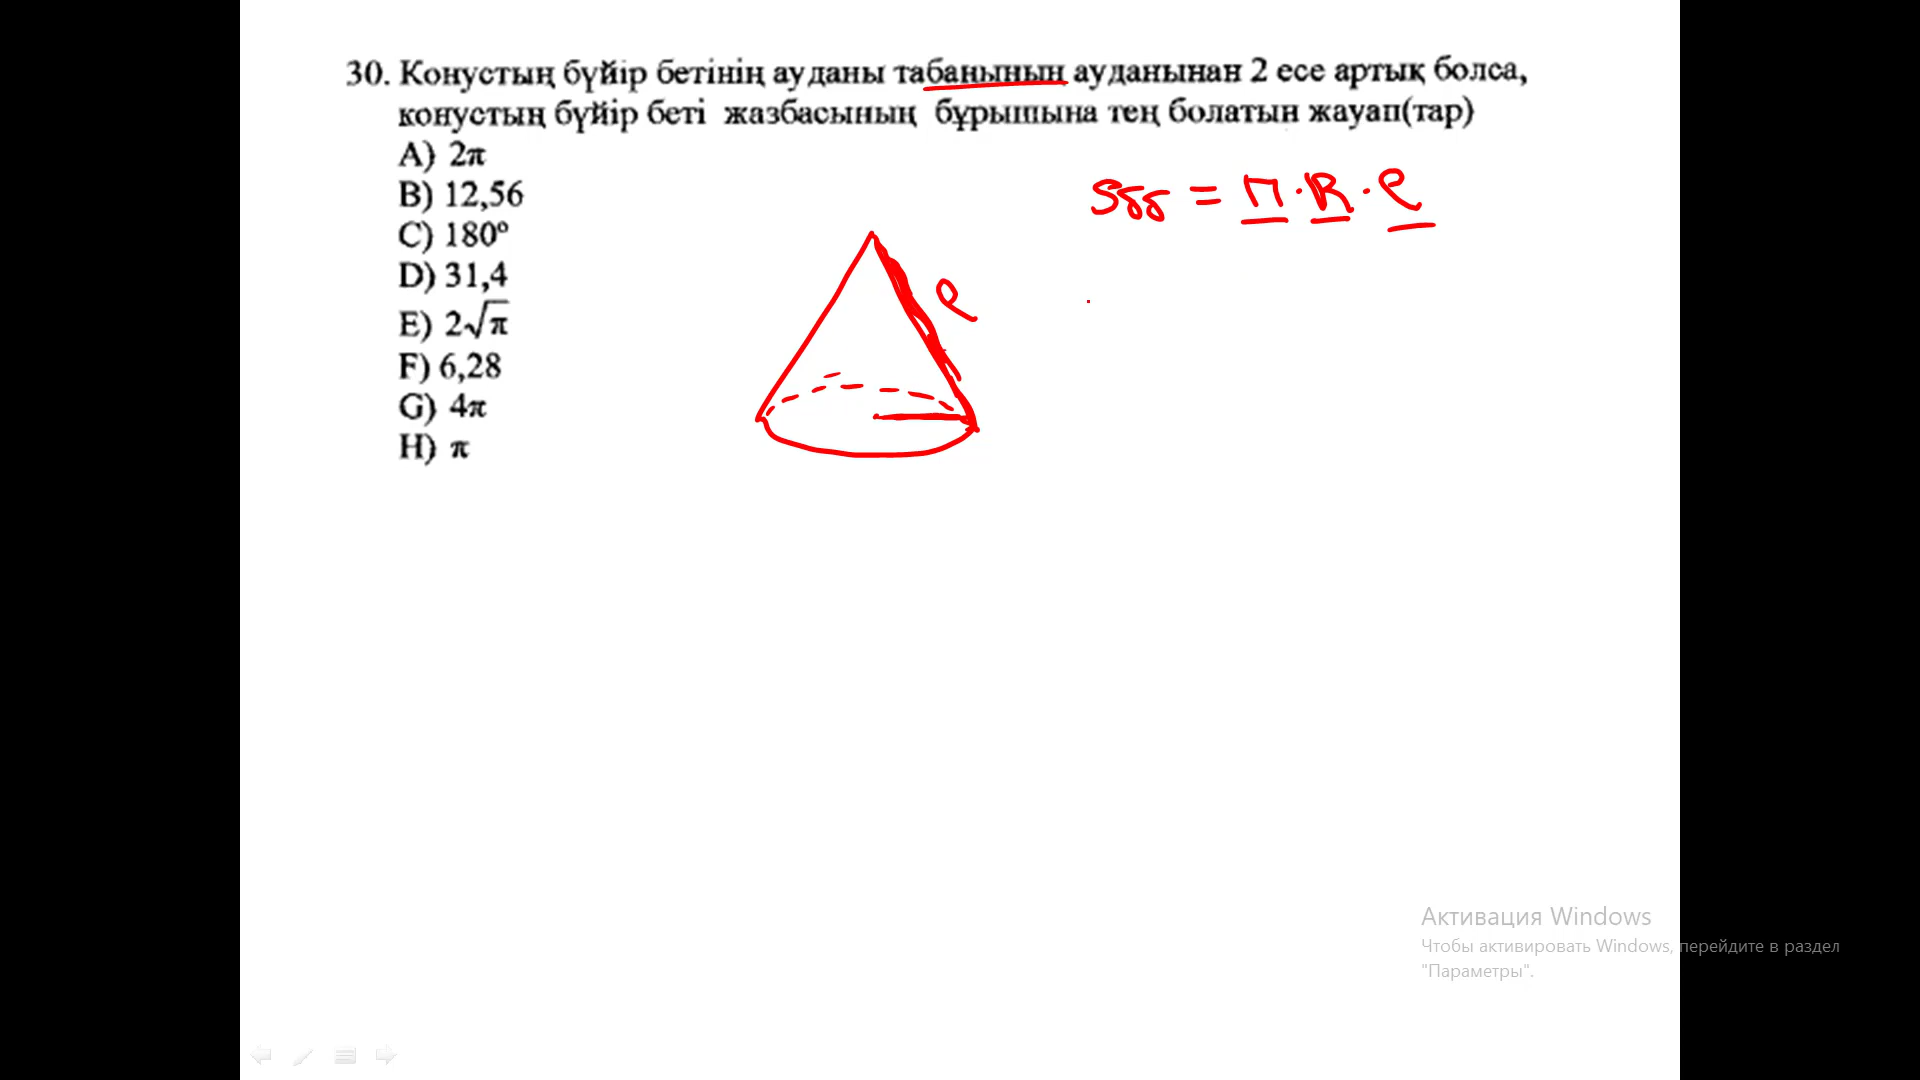 30. Конустың бүйір бетінің ауданы табанының ауданынан 2 есе артық болса,
конустың бүйір беті жазбасының бұрышына тең болатын жауап(тар)
A) 2π
B) 12,56
C) 180º
D) 31,4
E) 2√π
F) 6,28
G) 4π
H) π
Sбб = П · R · l
l
Активация Windows
Чтобы активировать Windows, перейдите в раздел
"Параметры".